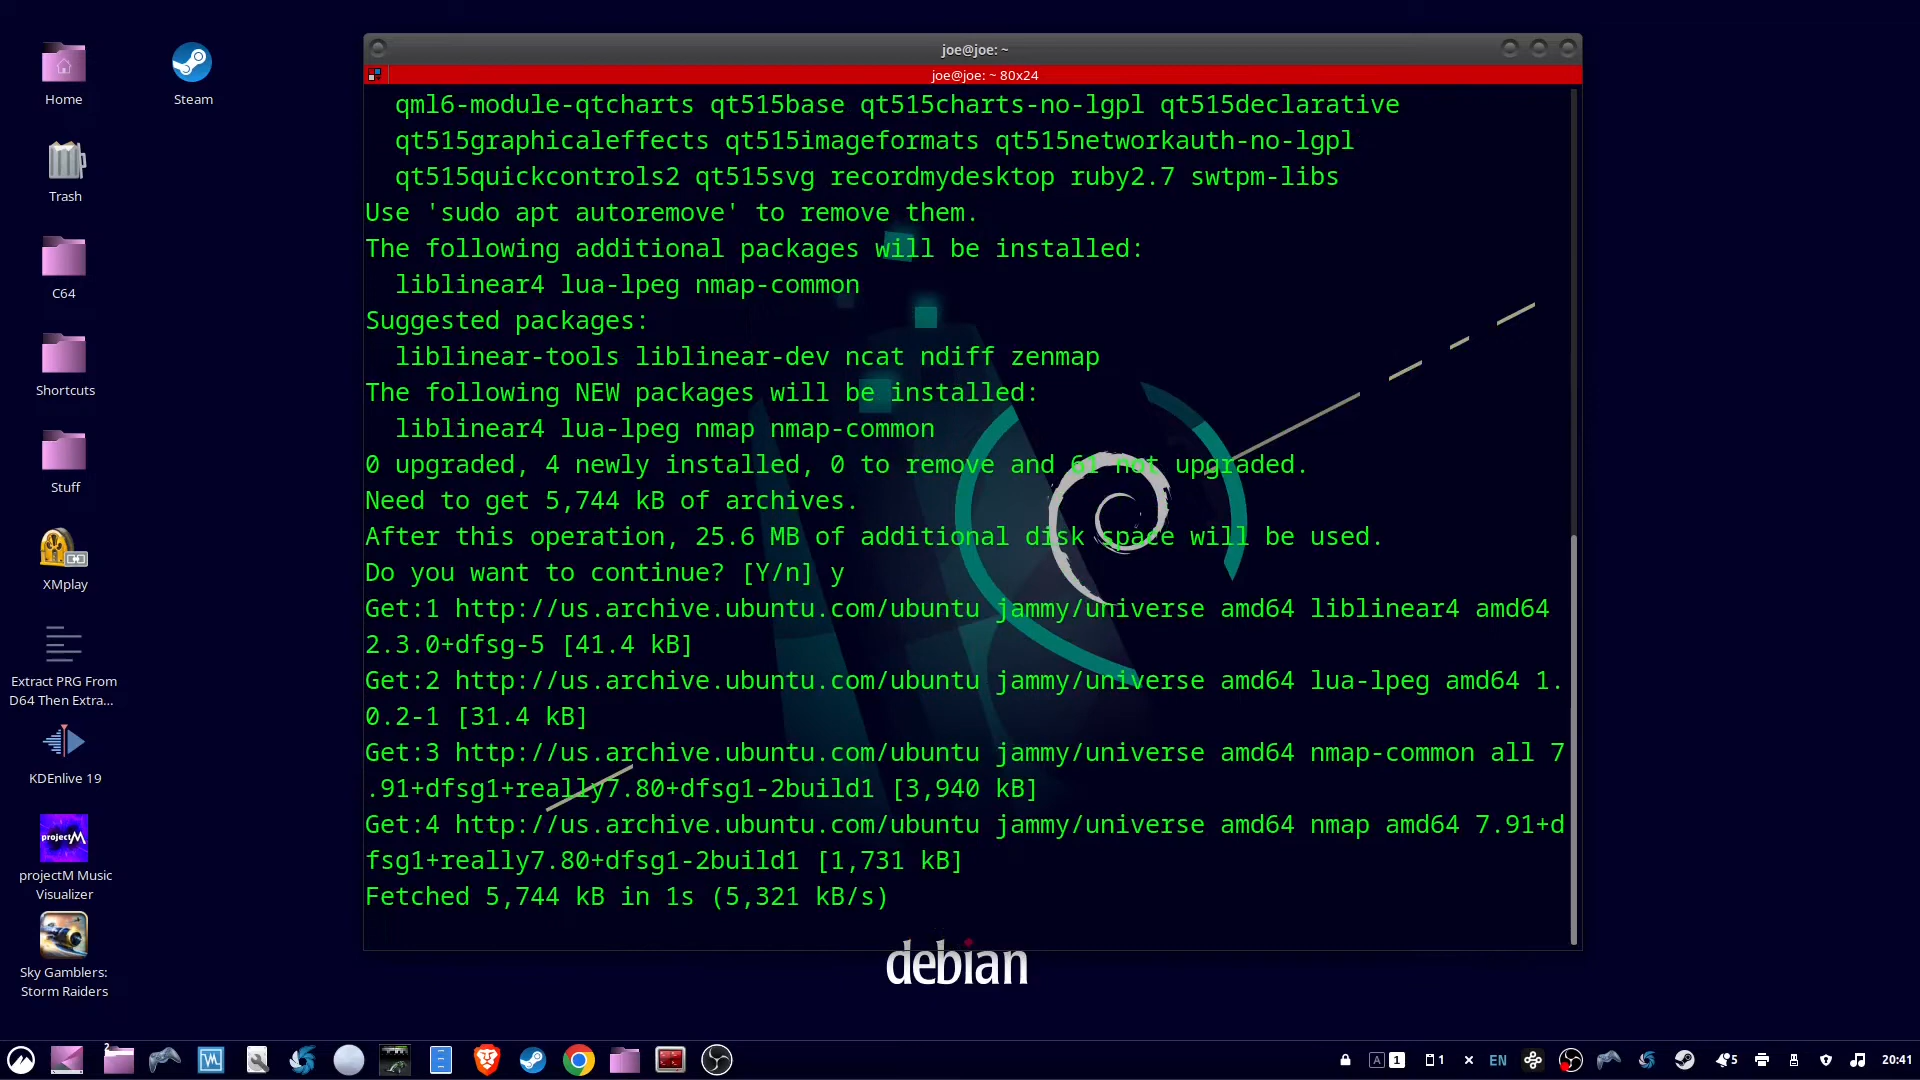 joe@joe: ~
joe@joe: ~ 80x24
qml6-module-qtcharts qt515base qt515charts-no-lgpl qt515declarative
qt515graphicaleffects qt515imageformats qt515networkauth-no-lgpl
qt515quickcontrols2 qt515svg recordmydesktop ruby2.7 swtpm-libs
Use 'sudo apt autoremove' to remove them.
The following additional packages will be installed:
liblinear4 lua-lpeg nmap-common
Suggested packages:
liblinear-tools liblinear-dev ncat ndiff zenmap
The following NEW packages will be installed:
liblinear4 lua-lpeg nmap nmap-common
0 upgraded, 4 newly installed, 0 to remove and 61 not upgraded.
Need to get 5,744 kB of archives.
After this operation, 25.6 MB of additional disk space will be used.
Do you want to continue? [Y/n] y
Get:1 http://us.archive.ubuntu.com/ubuntu jammy/universe amd64 liblinear4 amd64
2.3.0+dfsg-5 [41.4 kB]
Get:2 http://us.archive.ubuntu.com/ubuntu jammy/universe amd64 lua-lpeg amd64 1.
0.2-1 [31.4 kB]
Get:3 http://us.archive.ubuntu.com/ubuntu jammy/universe amd64 nmap-common all 7
.91+dfsg1+really7.80+dfsg1-2build1 [3,940 kB]
Get:4 http://us.archive.ubuntu.com/ubuntu jammy/universe amd64 nmap amd64 7.91+d
fsg1+really7.80+dfsg1-2build1 [1,731 kB]
Fetched 5,744 kB in 1s (5,321 kB/s)
debian
Home
Steam
Trash
C64
Shortcuts
Stuff
XMplay
Extract PRG From
D64 Then Extra...
KDEnlive 19
projectM
projectM Music
Visualizer
Sky Gamblers:
Storm Raiders
2
A 1
1
EN
5
20:41